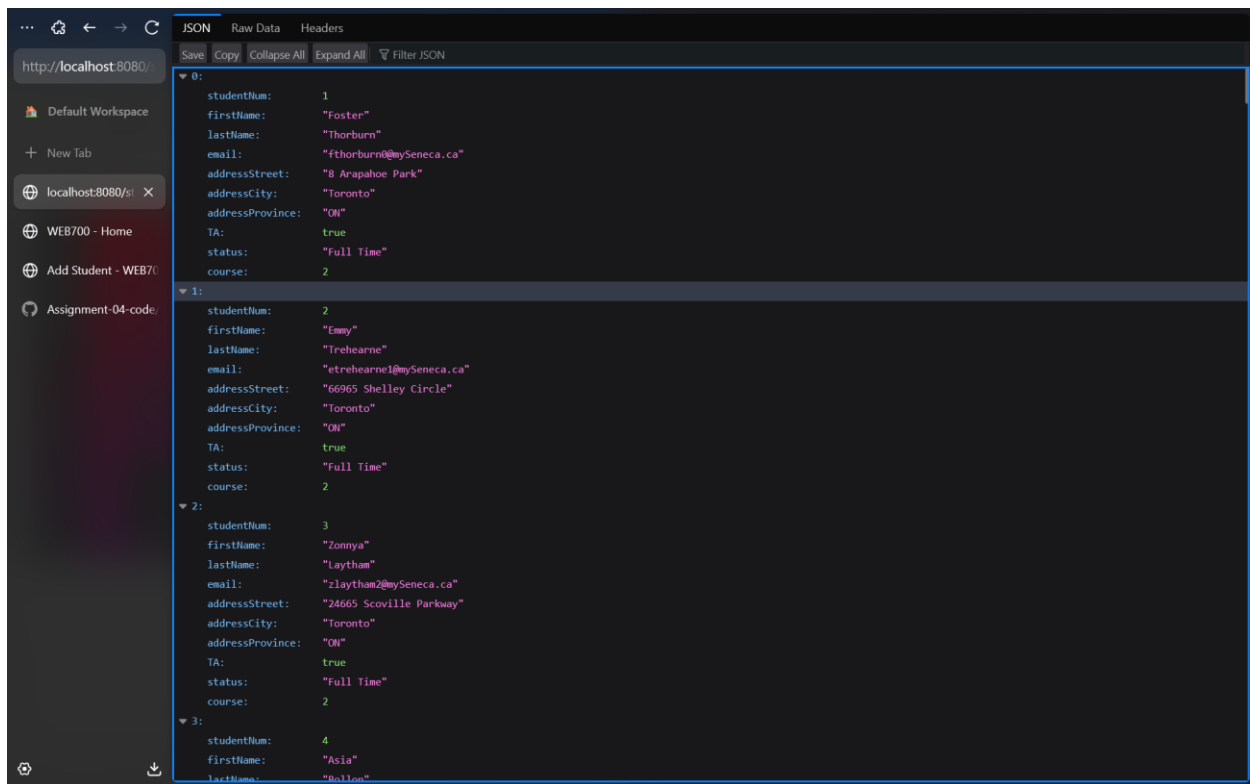 JSON Raw Data Headers
Save Copy Collapse All Expand All Filter JSON
http://localhost:8080/
Default Workspace
New Tab
localhost:8080/st
WEB700 - Home
Add Student - WEB70
Assignment-04-code/
0:
studentNum: 1
firstName: "Foster"
lastName: "Thorburn"
email: "fthorburn0@mySeneca.ca"
addressStreet: "8 Arapahoe Park"
addressCity: "Toronto"
addressProvince: "ON"
TA: true
status: "Full Time"
course: 2
1:
studentNum: 2
firstName: "Emmy"
lastName: "Trehearne"
email: "etrehearne1@mySeneca.ca"
addressStreet: "66965 Shelley Circle"
addressCity: "Toronto"
addressProvince: "ON"
TA: true
status: "Full Time"
course: 2
2:
studentNum: 3
firstName: "Zonnya"
lastName: "Laytham"
email: "zlaytham2@mySeneca.ca"
addressStreet: "24665 Scoville Parkway"
addressCity: "Toronto"
addressProvince: "ON"
TA: true
status: "Full Time"
course: 2
3:
studentNum: 4
firstName: "Asia"
lastName: